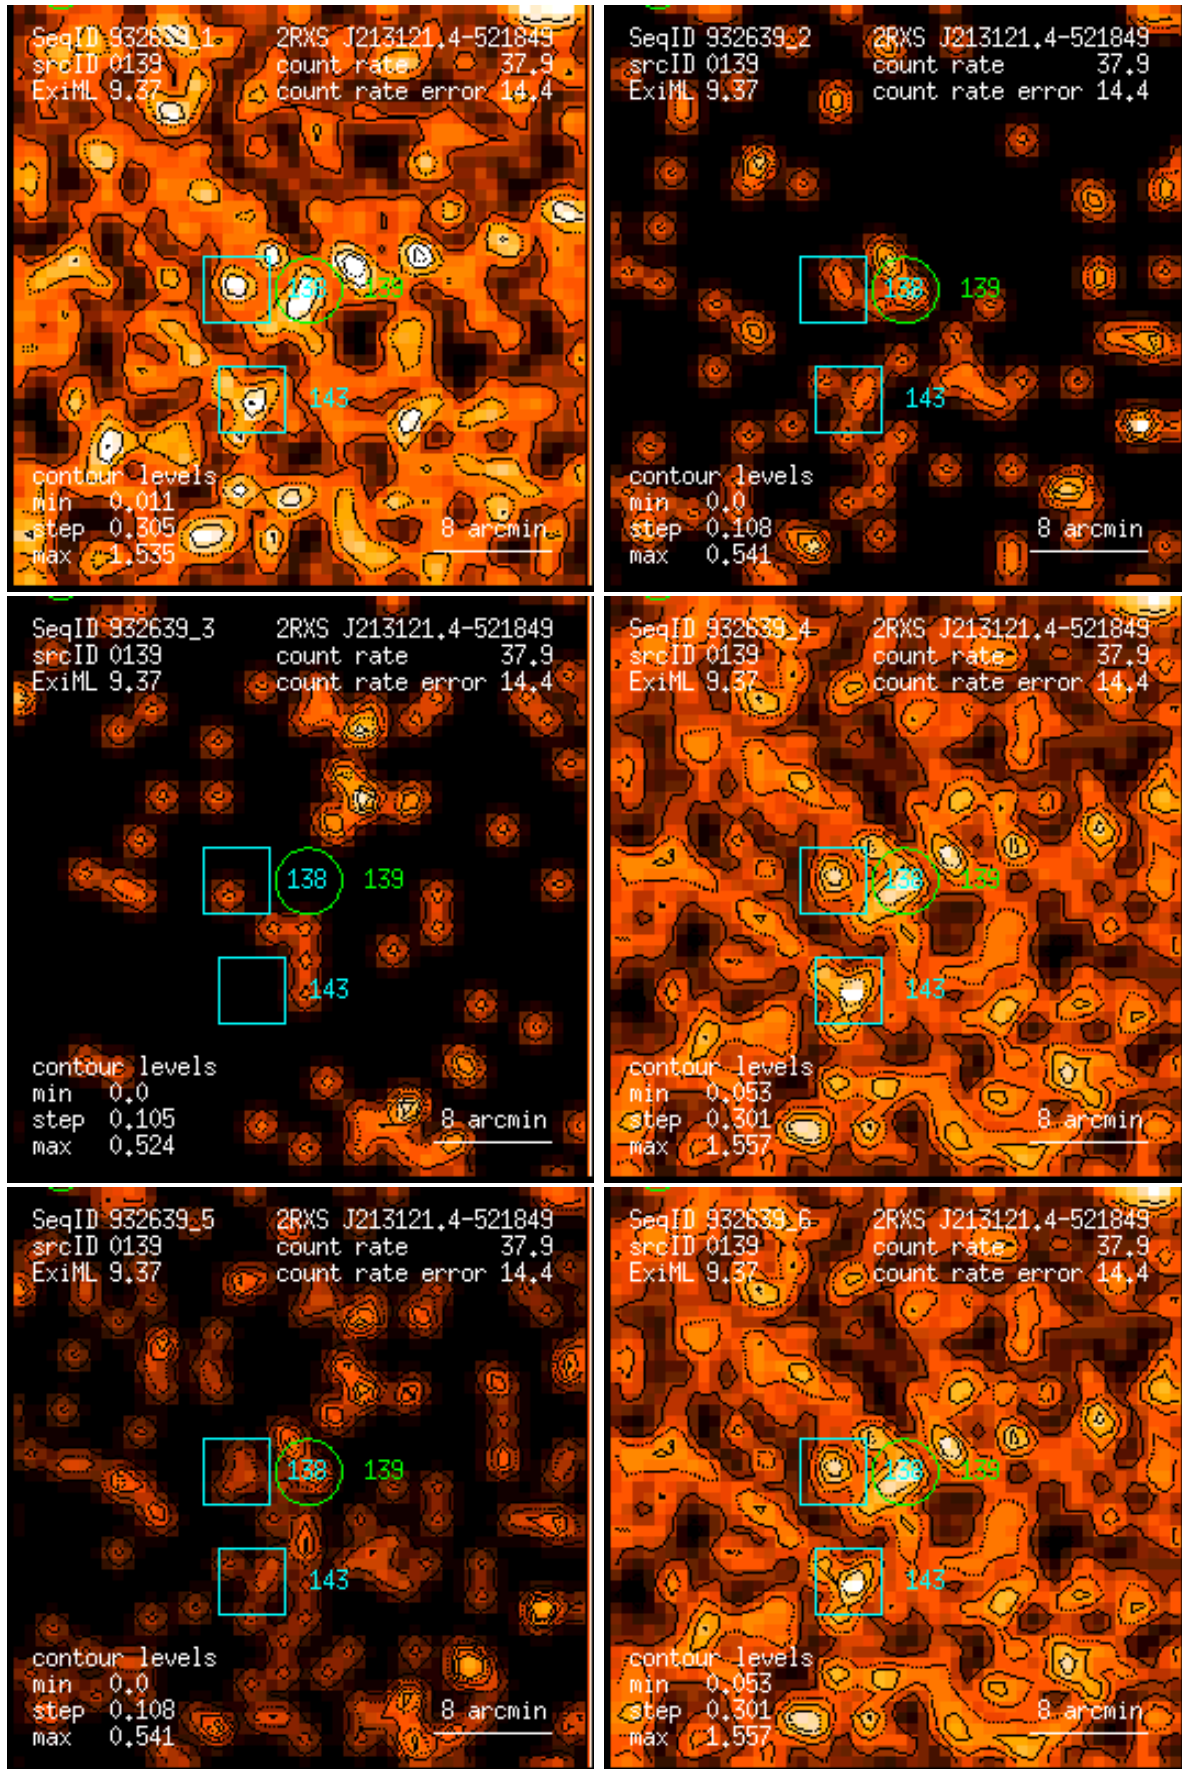 SeqID 932639_1 2RXS J213121.4-521849
srcID 0139 count rate 37.9
ExiML 9.37 count rate error 14.4
138 139
143
contour levels
min 0.011
step 0.305 8 arcmin
max 1.535
SeqID 932639_2 2RXS J213121.4-521849
srcID 0139 count rate 37.9
ExiML 9.37 count rate error 14.4
138 139
143
contour levels
min 0.0
step 0.108 8 arcmin
max 0.541
SeqID 932639_3 2RXS J213121.4-521849
srcID 0139 count rate 37.9
ExiML 9.37 count rate error 14.4
138 139
143
contour levels
min 0.0
step 0.105 8 arcmin
max 0.524
SeqID 932639_4 2RXS J213121.4-521849
srcID 0139 count rate 37.9
ExiML 9.37 count rate error 14.4
138 139
143
contour levels
min 0.053
step 0.301 8 arcmin
max 1.557
SeqID 932639_5 2RXS J213121.4-521849
srcID 0139 count rate 37.9
ExiML 9.37 count rate error 14.4
138 139
143
contour levels
min 0.0
step 0.108 8 arcmin
max 0.541
SeqID 932639_6 2RXS J213121.4-521849
srcID 0139 count rate 37.9
ExiML 9.37 count rate error 14.4
138 139
143
contour levels
min 0.053
step 0.301 8 arcmin
max 1.557